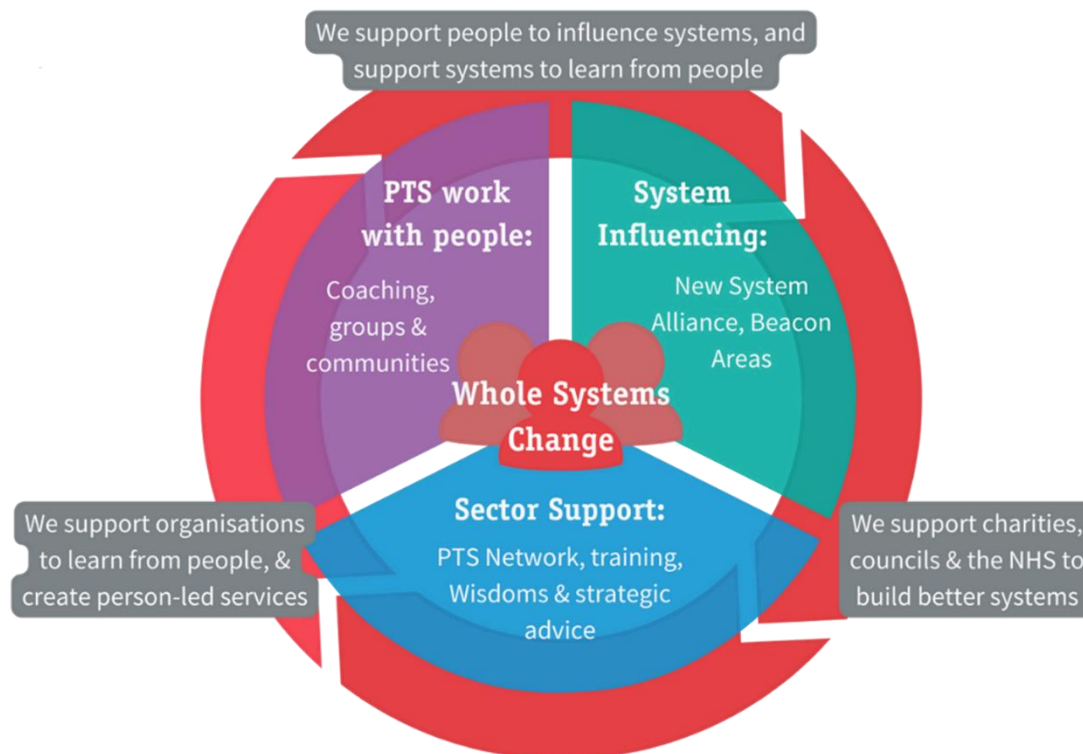 We support people to influence systems, and
support systems to learn from people
PTS work
with people:
Coaching,
groups &
communities
System
Influencing:
New System
Alliance, Beacon
Areas
Whole Systems
Change
Sector Support:
PTS Network, training,
Wisdoms & strategic
advice
We support organisations
to learn from people, &
create person-led services
We support charities,
councils & the NHS to
build better systems